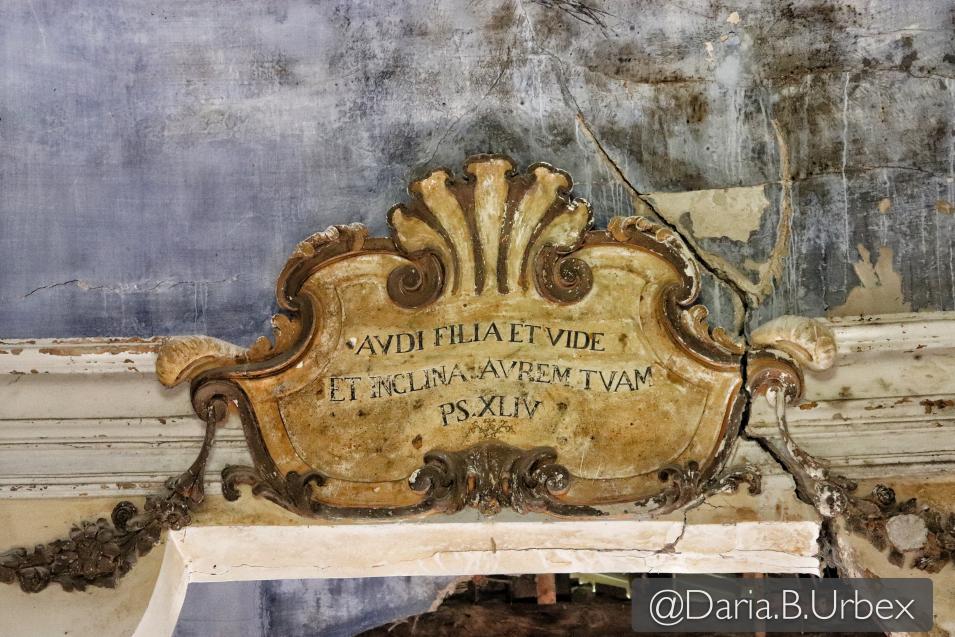 AVDI FILIA ET VIDE
ET INCLINA AVREM TVAM
PS. XLIV
@Daria.B.Urbex